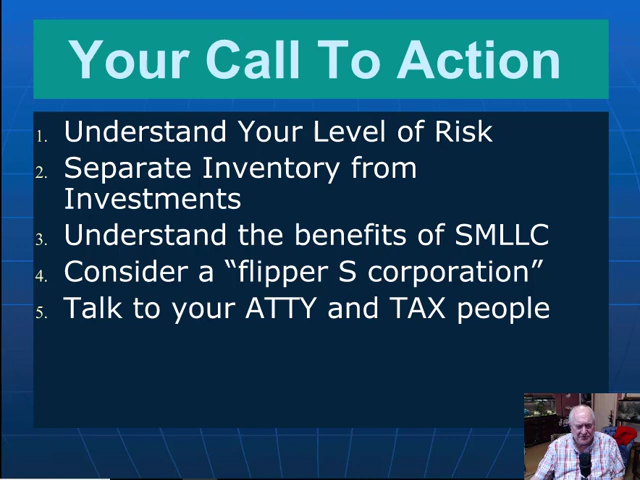 Your Call To Action
1. Understand Your Level of Risk
2. Separate Inventory from
Investments
3. Understand the benefits of SMLLC
4. Consider a “flipper S corporation”
5. Talk to your ATTY and TAX people